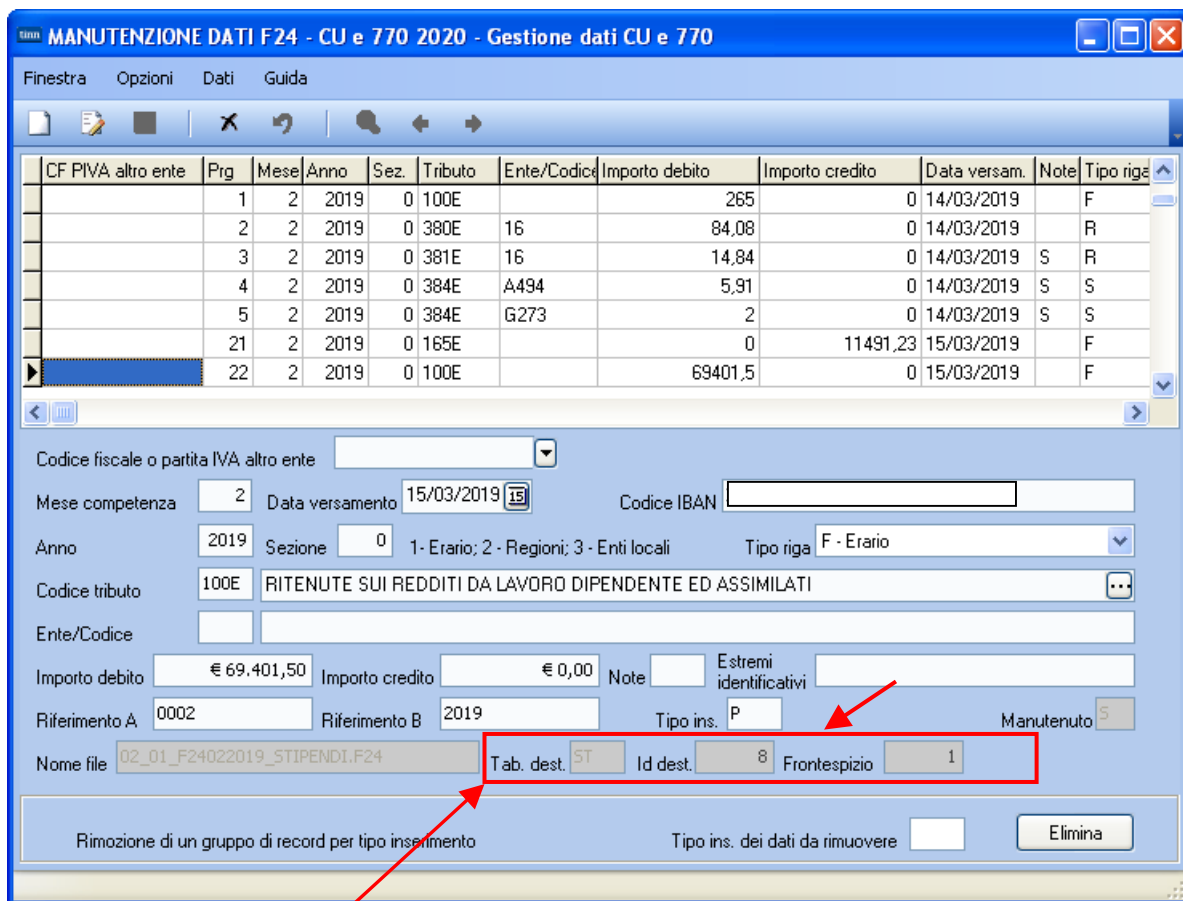 tinn MANUTENZIONE DATI F24 - CU e 770 2020 - Gestione dati CU e 770
Finestra Opzioni Dati Guida
CF PIVA altro ente Prg Mese Anno Sez. Tributo Ente/Codice Importo debito Importo credito Data versam. Note Tipo riga
1 2 2019 0 100E 265 0 14/03/2019 F
2 2 2019 0 380E 16 84,08 0 14/03/2019 R
3 2 2019 0 381E 16 14,84 0 14/03/2019 S R
4 2 2019 0 384E A494 5,91 0 14/03/2019 S S
5 2 2019 0 384E G273 2 0 14/03/2019 S S
21 2 2019 0 165E 0 11491,23 15/03/2019 F
22 2 2019 0 100E 69401,5 0 15/03/2019 F
Codice fiscale o partita IVA altro ente
Mese competenza 2 Data versamento 15/03/2019 15 Codice IBAN
Anno 2019 Sezione 0 1- Erario; 2 - Regioni; 3 - Enti locali Tipo riga F - Erario
Codice tributo 100E RITENUTE SUI REDDITI DA LAVORO DIPENDENTE ED ASSIMILATI ...
Ente/Codice
Importo debito € 69.401,50 Importo credito € 0,00 Note Estremi identificativi
Riferimento A 0002 Riferimento B 2019 Tipo ins. P Manutenuto S
Nome file 02_01_F24022019_STIPENDI.F24 Tab. dest. ST Id dest. 8 Frontespizio 1
Rimozione di un gruppo di record per tipo inserimento Tipo ins. dei dati da rimuovere Elimina